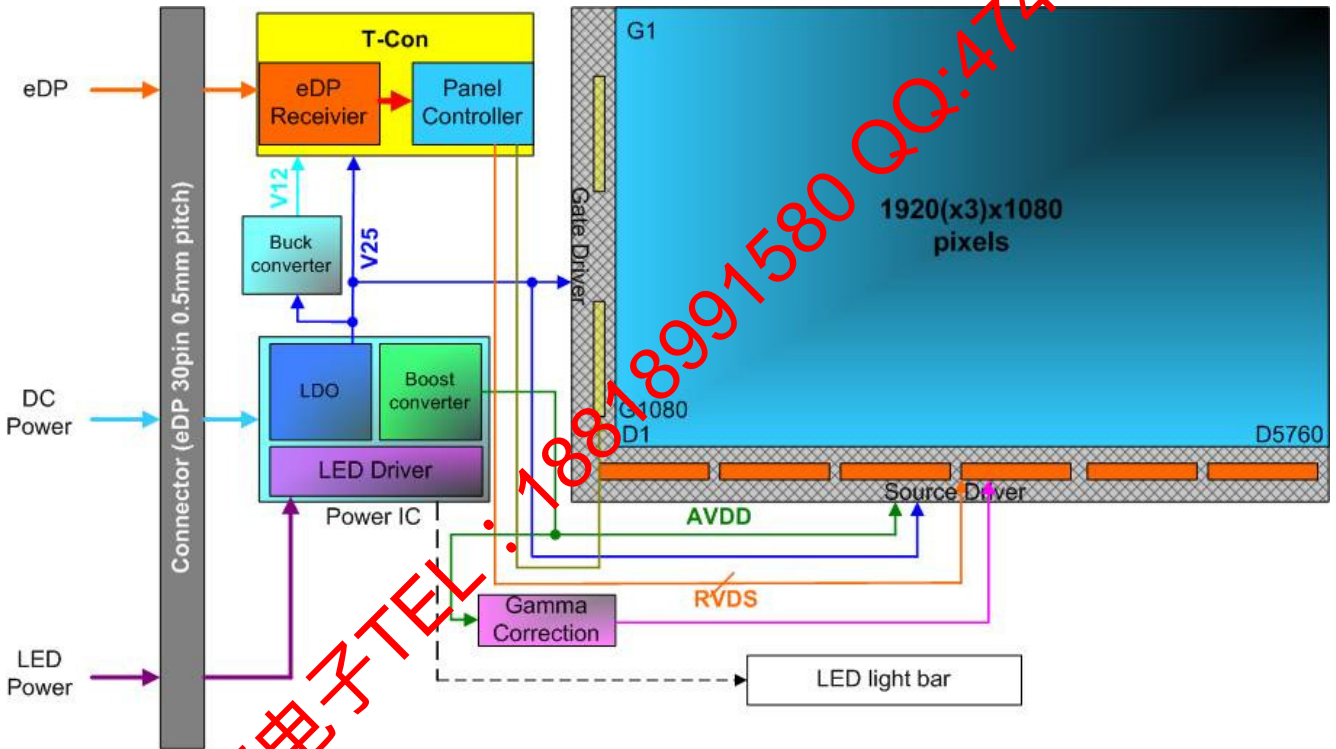 T-Con
G1
eDP
eDP
Receivier
Panel
Controller
V12
V25
Buck
converter
Gate Driver
1920(x3)x1080
pixels
Connector (eDP 30pin 0.5mm pitch)
DC
Power
LDO
Boost
converter
LED Driver
Power IC
G1080
D1
D5760
Source Driver
AVDD
RVDS
Gamma
Correction
LED
Power
LED light bar
电子TEL：18818991580 QQ:474